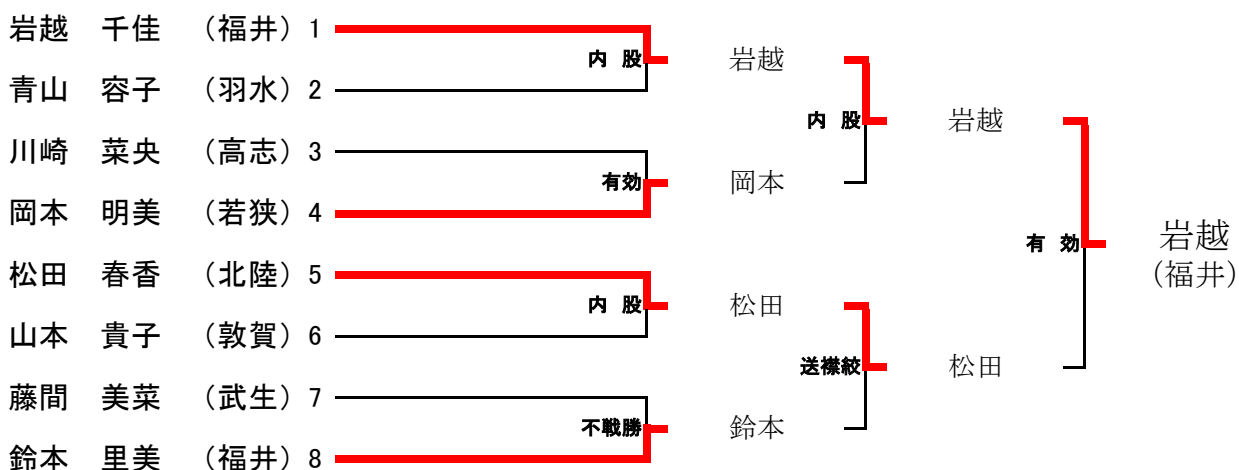 岩越　千佳　（福井）1
内 股
岩越
青山　容子　（羽水）2
内 股
岩越
川崎　菜央　（高志）3
有効
岡本
岡本　明美　（若狭）4
有 効
岩越
（福井）
松田　春香　（北陸）5
内 股
松田
山本　貴子　（敦賀）6
送襟絞
松田
藤間　美菜　（武生）7
不戦勝
鈴本
鈴本　里美　（福井）8